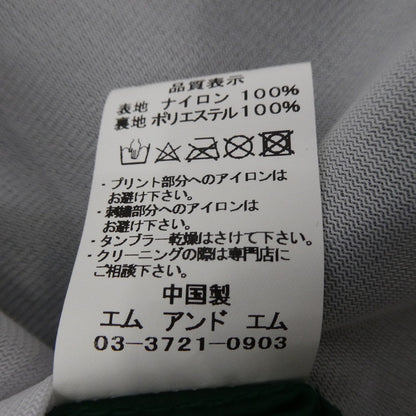 品質表示
表地 ナイロン 100%
裏地 ポリエステル 100%
・プリント部分へのアイロンは
お避け下さい。
・刺繍部分へのアイロンは
お避け下さい。
・タンブラー乾燥はさけて下さい。
・クリーニングの際は専門店に
ご相談下さい。
中国製
エム アンド エム
03-3721-0903